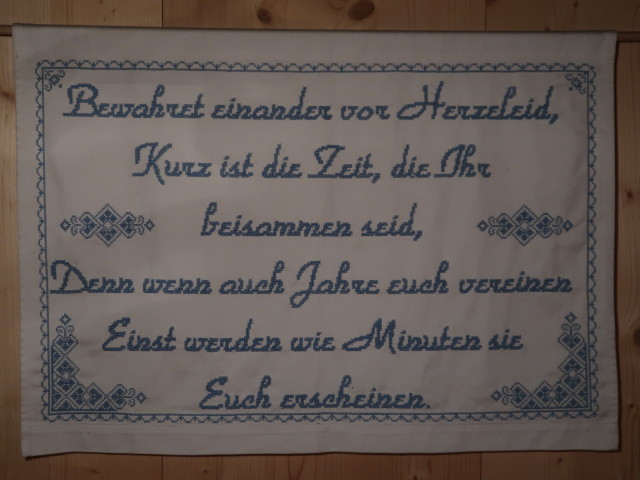 Bewahret einander vor Herzeleid,
Kurz ist die Zeit, die Ihr
beisammen seid,
Denn wenn auch Jahre euch vereinen
Einst werden wie Minuten sie
Euch erscheinen.